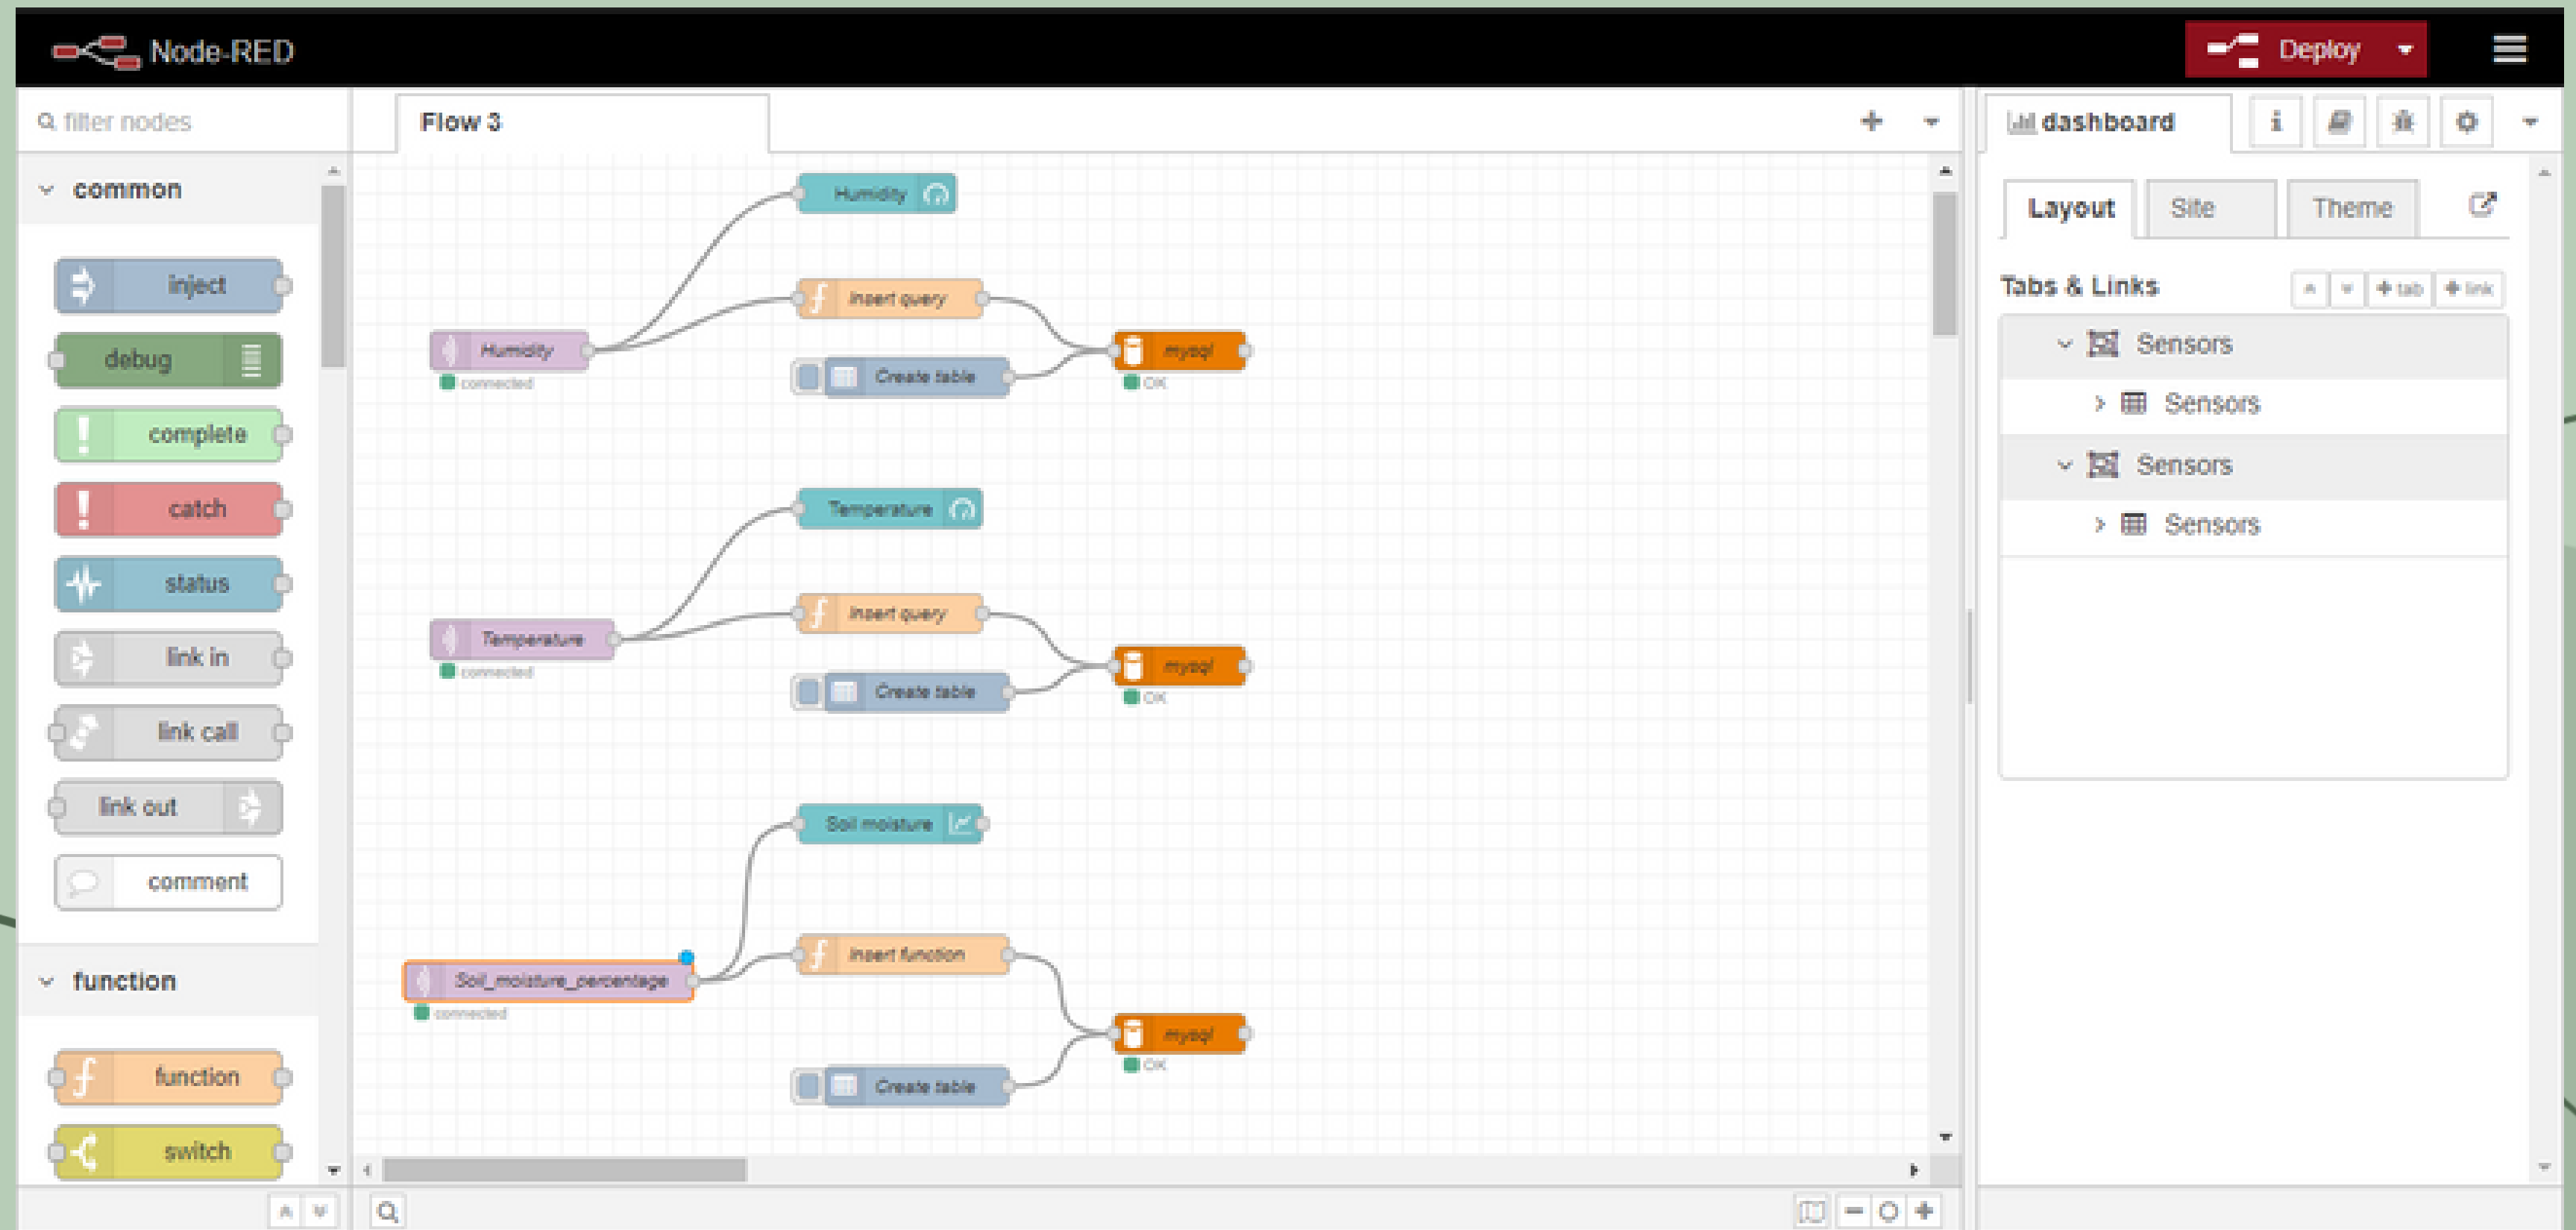 Node-RED
Deploy
filter nodes
Flow 3
dashboard
common
Layout
Site
Theme
Tabs & Links
tab
link
inject
debug
complete
catch
status
link in
link call
link out
comment
function
function
switch
Humidity
Insert query
Humidity
connected
Create table
mysql
OK
Temperature
Insert query
Temperature
connected
Create table
mysql
OK
Soil moisture
Insert function
Soil_moisture_percentage
connected
Create table
mysql
OK
Sensors
Sensors
Sensors
Sensors